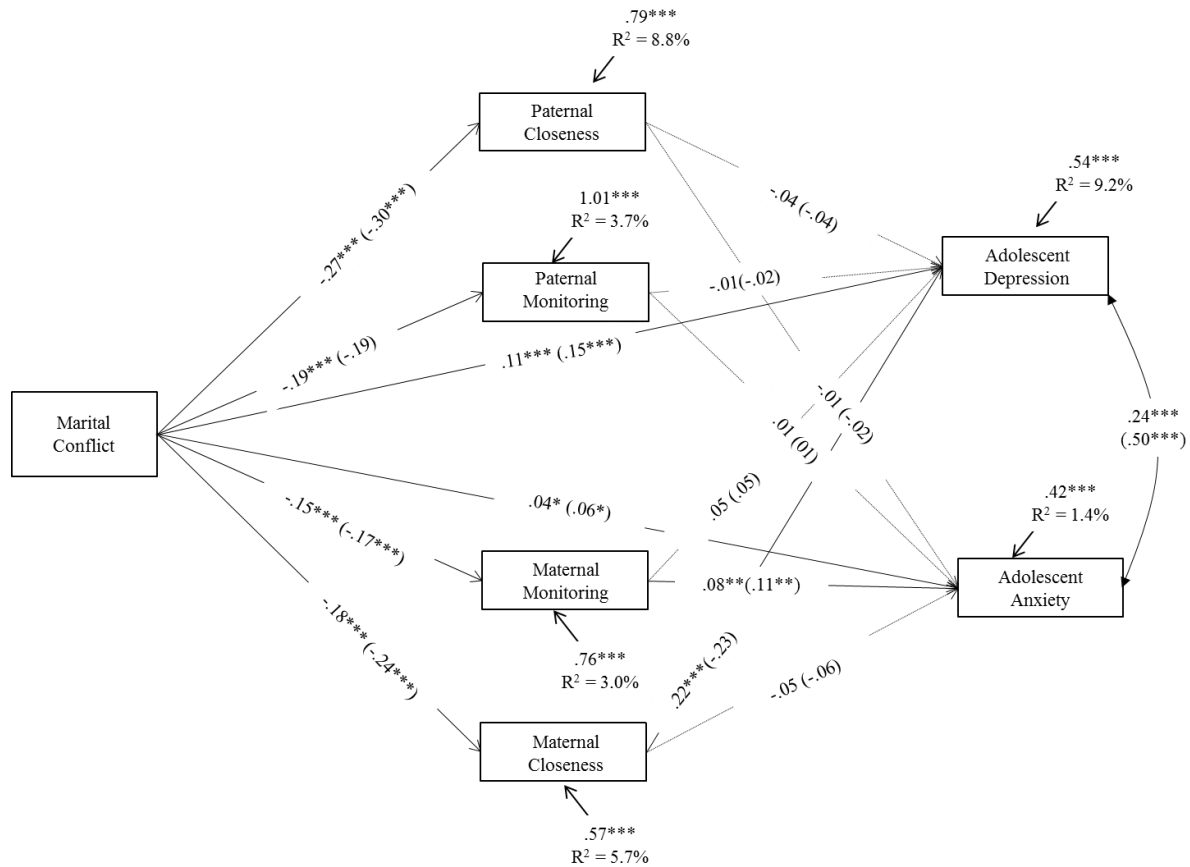 .79***
R² = 8.8%
Paternal
Closeness
.54***
R² = 9.2%
-.27*** (-.30***)
1.01***
R² = 3.7%
-.04 (-.04)
Adolescent
Depression
Paternal
Monitoring
-.01(-.02)
-.19*** (-.19)
.11*** (.15***)
Marital
Conflict
-.01 (-.02)
.01 (01)
.24***
(.50***)
.05 (.05)
.04* (.06*)
-.15*** (-.17***)
.42***
R² = 1.4%
Maternal
Monitoring
.08**(.11**)
Adolescent
Anxiety
-.18*** (-.24***)
.76***
R² = 3.0%
.22***(-.23)
-.05 (-.06)
Maternal
Closeness
.57***
R² = 5.7%